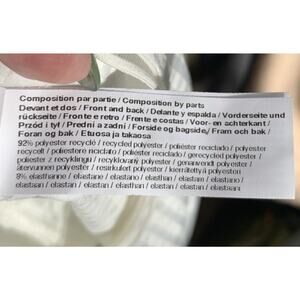 Composition par partie / Composition by parts
Devant et dos / Front and back / Delante y espalda / Vorderseite und
rückseite / Fronte e retro / Frente e costas / Voor- en achterkant /
Przód i tył / Prední a zadní / Forside og bagside / Fram och bak /
Foran og bak / Etuosa ja takaosa
92% polyester recyclé / recycled polyester / poliéster reciclado / polyester
recycelt / poliestere riciclato / poliéster reciclado / gerecycled polyester /
poliester z recyklingu / recyklovaný polyester / genanvendt polyester /
återvunnen polyester / resirkulert polyester / kierrätettyä polyesteri
8% élasthanne / elastane / elastano / elasthan / elastam / elastano /
elastaan / elastan / elastan / elastan / elastan / elastan / elastaani